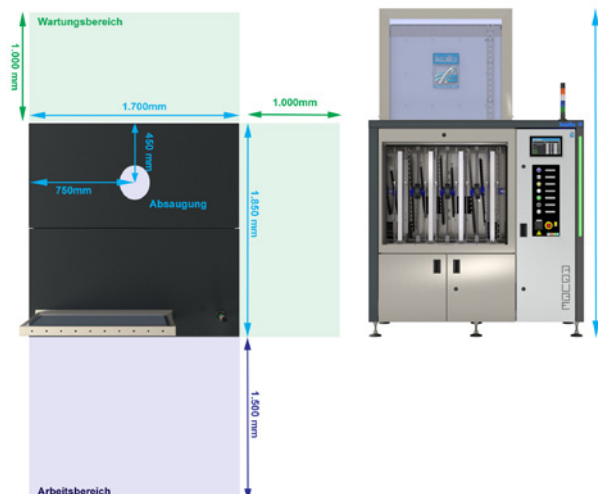 Wartungsbereich
1.000 mm
1.700mm
1.000mm
450 mm
750mm
Absaugung
1.850 mm
1.500 mm
Arbeitsbereich